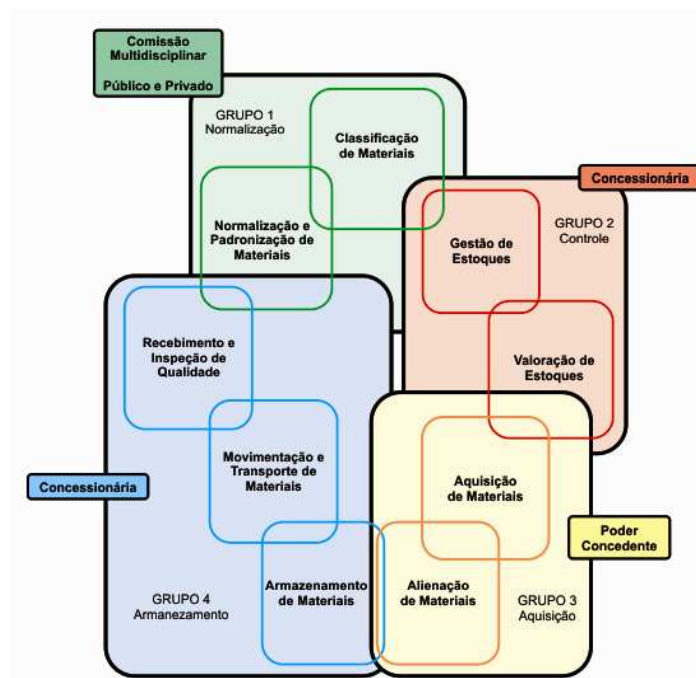 Comissão
Multidisciplinar
Público e Privado
GRUPO 1
Normalização
Classificação
de Materiais
Normalização e
Padronização de
Materiais
Concessionária
GRUPO 2
Controle
Gestão de
Estoques
Valoração de
Estoques
Recebimento e
Inspeção de
Qualidade
Movimentação e
Transporte de
Materiais
Concessionária
Armazenamento
de Materiais
GRUPO 4
Armanezamento
Aquisição
de Materiais
Poder
Concedente
Alienação
de Materiais
GRUPO 3
Aquisição